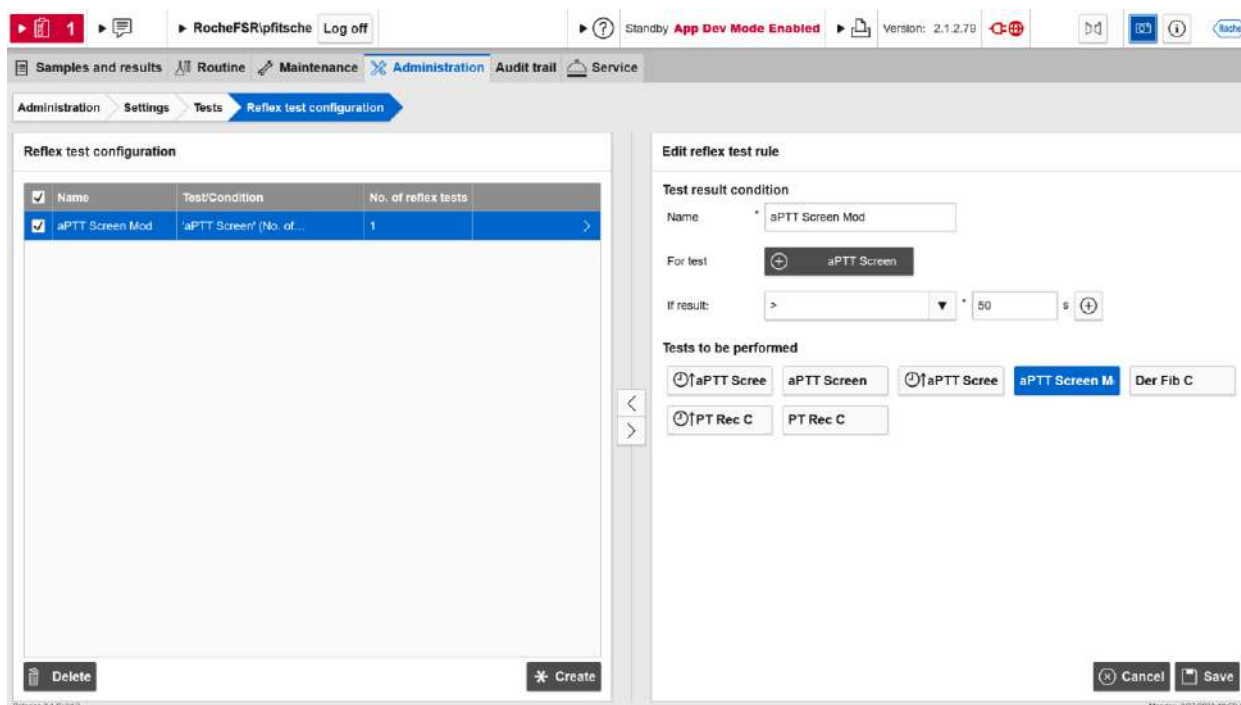 1
RocheFSR\pfitsche Log off
Standby App Dev Mode Enabled Version: 2.1.2.79
Roche
Samples and results Routine Maintenance Administration Audit trail Service
Administration Settings Tests Reflex test configuration
Reflex test configuration
Name Test/Condition No. of reflex tests
aPTT Screen Mod 'aPTT Screen' (No. of... 1
Delete
Create
Edit reflex test rule
Test result condition
Name * aPTT Screen Mod
For test aPTT Screen
If result: > * 50 s
Tests to be performed
aPTT Scree aPTT Screen aPTT Scree aPTT Screen M Der Fib C
PT Rec C PT Rec C
Cancel Save